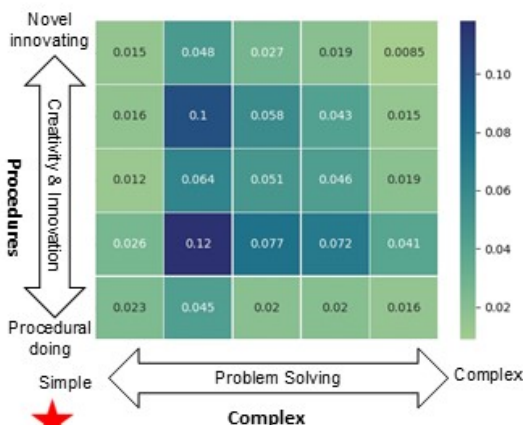 Novel
innovating
Procedures
Creativity & Innovation
0.015 0.048 0.027 0.019 0.0085
0.016 0.1 0.058 0.043 0.015
0.012 0.064 0.051 0.046 0.019
0.026 0.12 0.077 0.072 0.041
0.023 0.045 0.02 0.02 0.016
0.10
0.08
0.06
0.04
0.02
Procedural
doing
Simple
Problem Solving
Complex
Complex